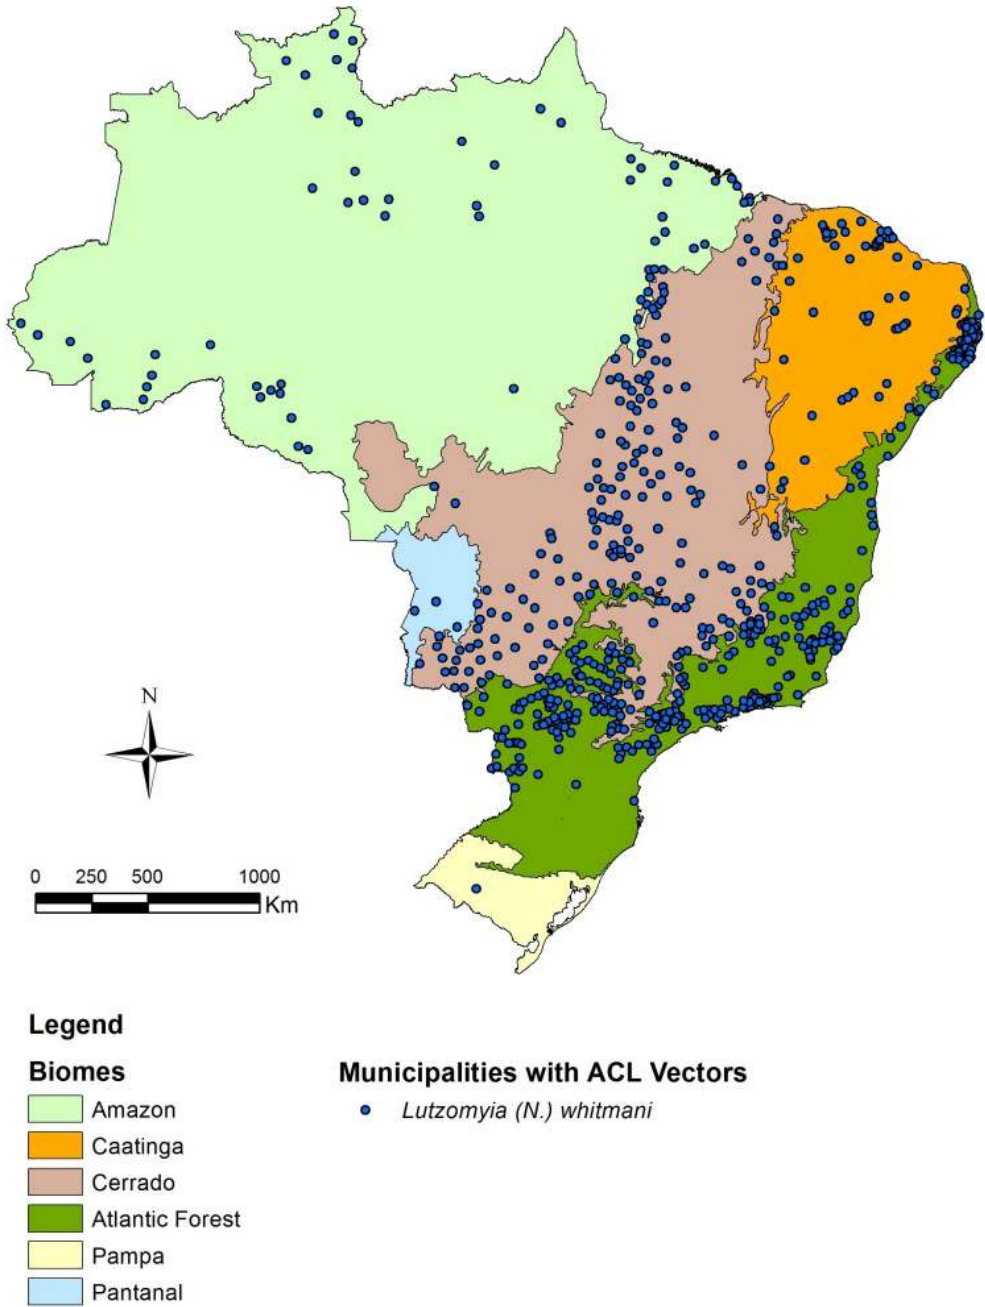 N
0 250 500 1000
Km
Legend
Biomes
Amazon
Caatinga
Cerrado
Atlantic Forest
Pampa
Pantanal
Municipalities with ACL Vectors
Lutzomyia (N.) whitmani